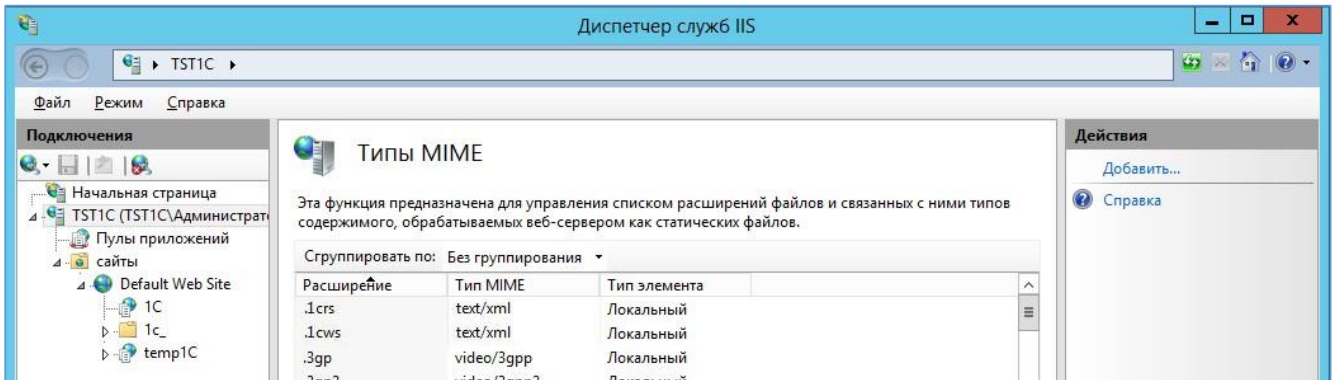 Диспетчер служб IIS
TST1C
Файл Режим Справка
Подключения
Начальная страница
TST1C (TST1C\Администрат
Пулы приложений
сайты
Default Web Site
1C
1c_
temp1C
Типы MIME
Эта функция предназначена для управления списком расширений файлов и связанных с ними типов
содержимого, обрабатываемых веб-сервером как статических файлов.
Сгруппировать по: Без группирования
Расширение Тип MIME Тип элемента
.1crs text/xml Локальный
.1cws text/xml Локальный
.3gp video/3gpp Локальный
Действия
Добавить...
Справка